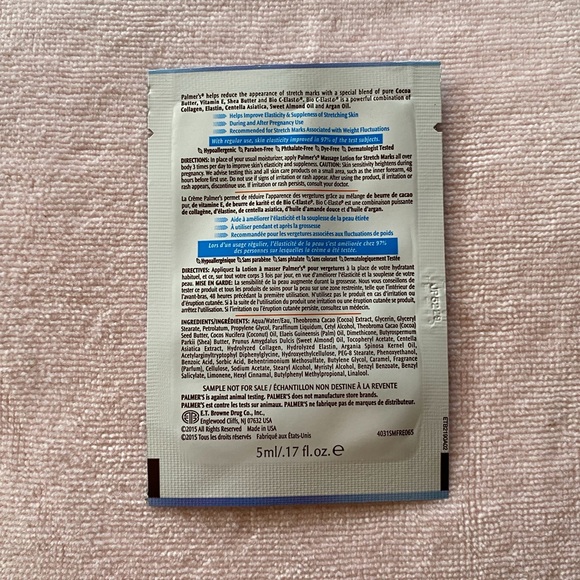 Palmer's® helps reduce the appearance of stretch marks with a special blend of pure Cocoa
Butter, Vitamin E, Shea Butter and Bio C-Elaste®. Bio C-Elaste® is a powerful combination of
Collagen, Elastin, Centella Asiatica, Sweet Almond Oil and Argan Oil.
Helps Improve Elasticity & Suppleness of Stretching Skin
During and After Pregnancy Use
Recommended for Stretch Marks Associated with Weight Fluctuations
With regular use, skin elasticity improved in 97% of the test subjects.
Hypoallergenic Paraben-Free Phthalate-Free Dye-Free Dermatologist Tested
DIRECTIONS: In place of your usual moisturizer, apply Palmer's® Massage Lotion for Stretch Marks all over
body 3 times per day to improve skin's elasticity and suppleness. CAUTION: Skin sensitivity heightens during
pregnancy. We advise testing this and all skin care products on a small area, such as the inner forearm, 48
hours before first use. Do not use if signs of irritation or rash appear. After using the product, if irritation or
rash appears, discontinue use. If irritation or rash persists, consult your doctor.
La Crème Palmer's permet de réduire l'apparence des vergetures grâce au mélange de beurre de cacao
pur, de vitamine E, de beurre de karité et de Bio C-Elaste®. Bio C-Elaste® est une combinaison puissante
de collagène, d'élastine, de centella asiatica, d'huile d'amande douce et d'huile d'argan.
Aide à améliorer l'élasticité et la souplesse de la peau étirée
À utiliser pendant et après la grossesse
Recommandée pour les vergetures associées aux fluctuations de poids
Lors d'un usage régulier, l'élasticité de la peau s'est améliorée chez 97%
des personnes sur lesquelles la crème a été testée.
Hypoallergénique Sans parabène Sans phtalate Sans colorant Dermatologiquement Testée
DIRECTIVES: Appliquez la Lotion à masser Palmer's® pour vergetures à la place de votre hydratant
habituel, et ce, sur tout votre corps 3 fois par jour, en vue d'améliorer l'élasticité et la souplesse de votre
peau. MISE EN GARDE: La sensibilité de la peau augmente durant la grossesse. Nous vous conseillons de
tester ce produit et tous les produits de soins pour la peau sur une zone restreinte, telle que l'intérieur de
l'avant-bras, 48 heures précédant la première utilisation. N'utilisez pas le produit en cas d'irritation ou
d'éruption cutanée. Si à la suite de l'utilisation du produit une irritation ou une éruption cutanée se produit,
arrêtez l'utilisation. Si l'irritation ou l'éruption cutanée persiste, consultez un médecin.
INGREDIENTS/INGRÉDIENTS: Aqua/Water/Eau, Theobroma Cacao (Cocoa) Extract, Glycerin, Glyceryl
Stearate, Petrolatum, Propylene Glycol, Paraffinum Liquidum, Cetyl Alcohol, Theobroma Cacao (Cocoa)
Seed Butter, Cocos Nucifera (Coconut) Oil, Elaeis Guineensis (Palm) Oil, Dimethicone, Butyrospermum
Parkii (Shea) Butter, Prunus Amygdalus Dulcis (Sweet Almond) Oil, Tocopheryl Acetate, Centella
Asiatica Extract, Hydrolyzed Collagen, Hydrolyzed Elastin, Argania Spinosa Kernel Oil,
Acetylarginyltryptophyl Diphenylglycine, Hydroxyethylcellulose, PEG-8 Stearate, Phenoxyethanol,
Benzoic Acid, Sorbic Acid, Behentrimonium Methosulfate, Butylene Glycol, Caramel, Fragrance
(Parfum), Cellulose, Sodium Acetate, Stearyl Alcohol, Myristyl Alcohol, Benzyl Benzoate, Benzyl
Salicylate, Limonene, Hexyl Cinnamal, Butylphenyl Methylpropional, Linalool.
SAMPLE NOT FOR SALE / ÉCHANTILLON NON DESTINE À LA REVENTE
PALMER'S is against animal testing. PALMER'S does not manufacture store brands.
PALMER'S est contre les tests sur animaux. PALMER'S ne fabrique pas de marques de distributeur.
E.T. Browne Drug Co., Inc.,
Englewood Cliffs, NJ 07632 USA
©2015 All Rights Reserved Made in USA
©2015 Tous les droits réservés Fabriqué aux États-Unis
4031SMFRE065
5ml/.17 fl.oz. e